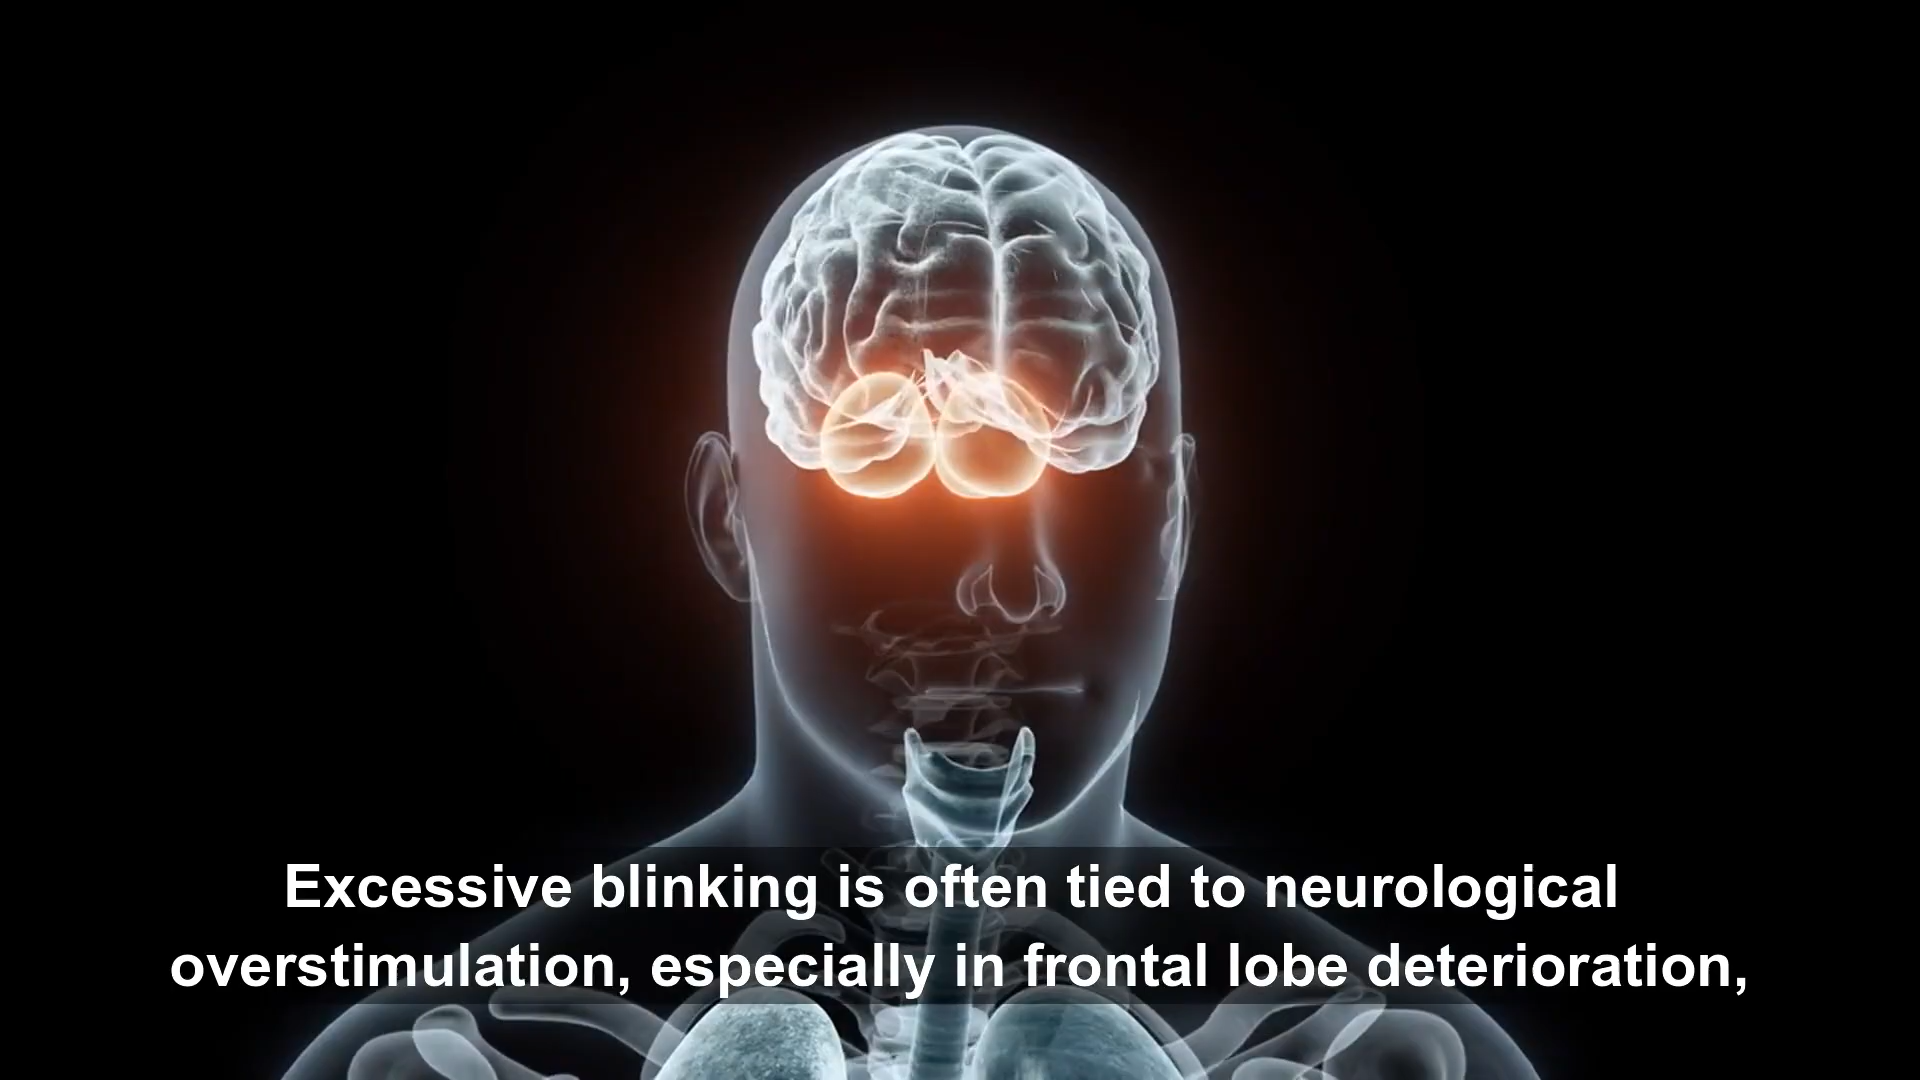 Excessive blinking is often tied to neurological
overstimulation, especially in frontal lobe deterioration,